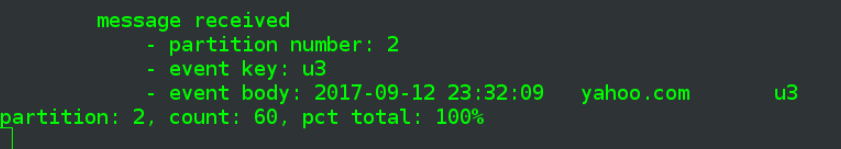 message received
- partition number: 2
- event key: u3
- event body: 2017-09-12 23:32:09 yahoo.com u3
partition: 2, count: 60, pct total: 100%